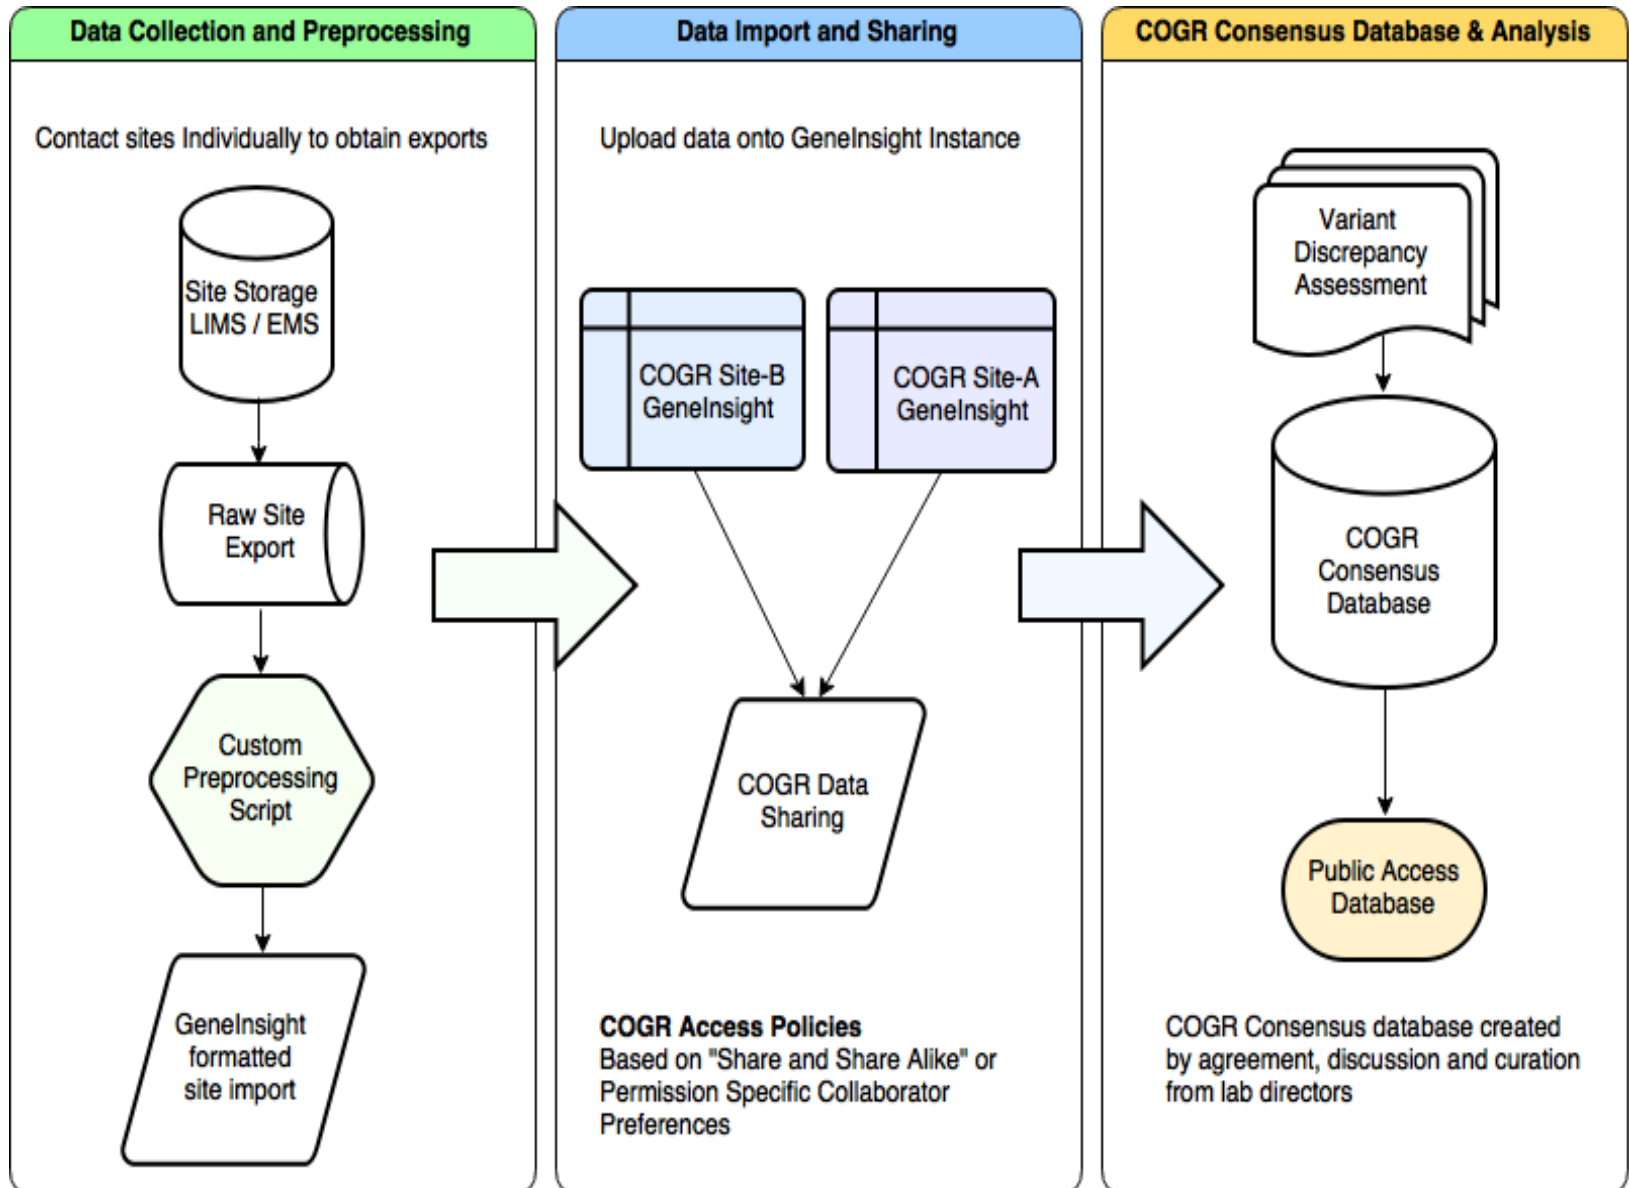 Data Collection and Preprocessing
Contact sites Individually to obtain exports
Site Storage
LIMS / EMS
Raw Site
Export
Custom
Preprocessing
Script
GeneInsight
formatted
site import
Data Import and Sharing
Upload data onto GeneInsight Instance
COGR Site-B
GeneInsight
COGR Site-A
GeneInsight
COGR Data
Sharing
COGR Access Policies
Based on "Share and Share Alike" or
Permission Specific Collaborator
Preferences
COGR Consensus Database & Analysis
Variant
Discrepancy
Assessment
COGR
Consensus
Database
Public Access
Database
COGR Consensus database created
by agreement, discussion and curation
from lab directors